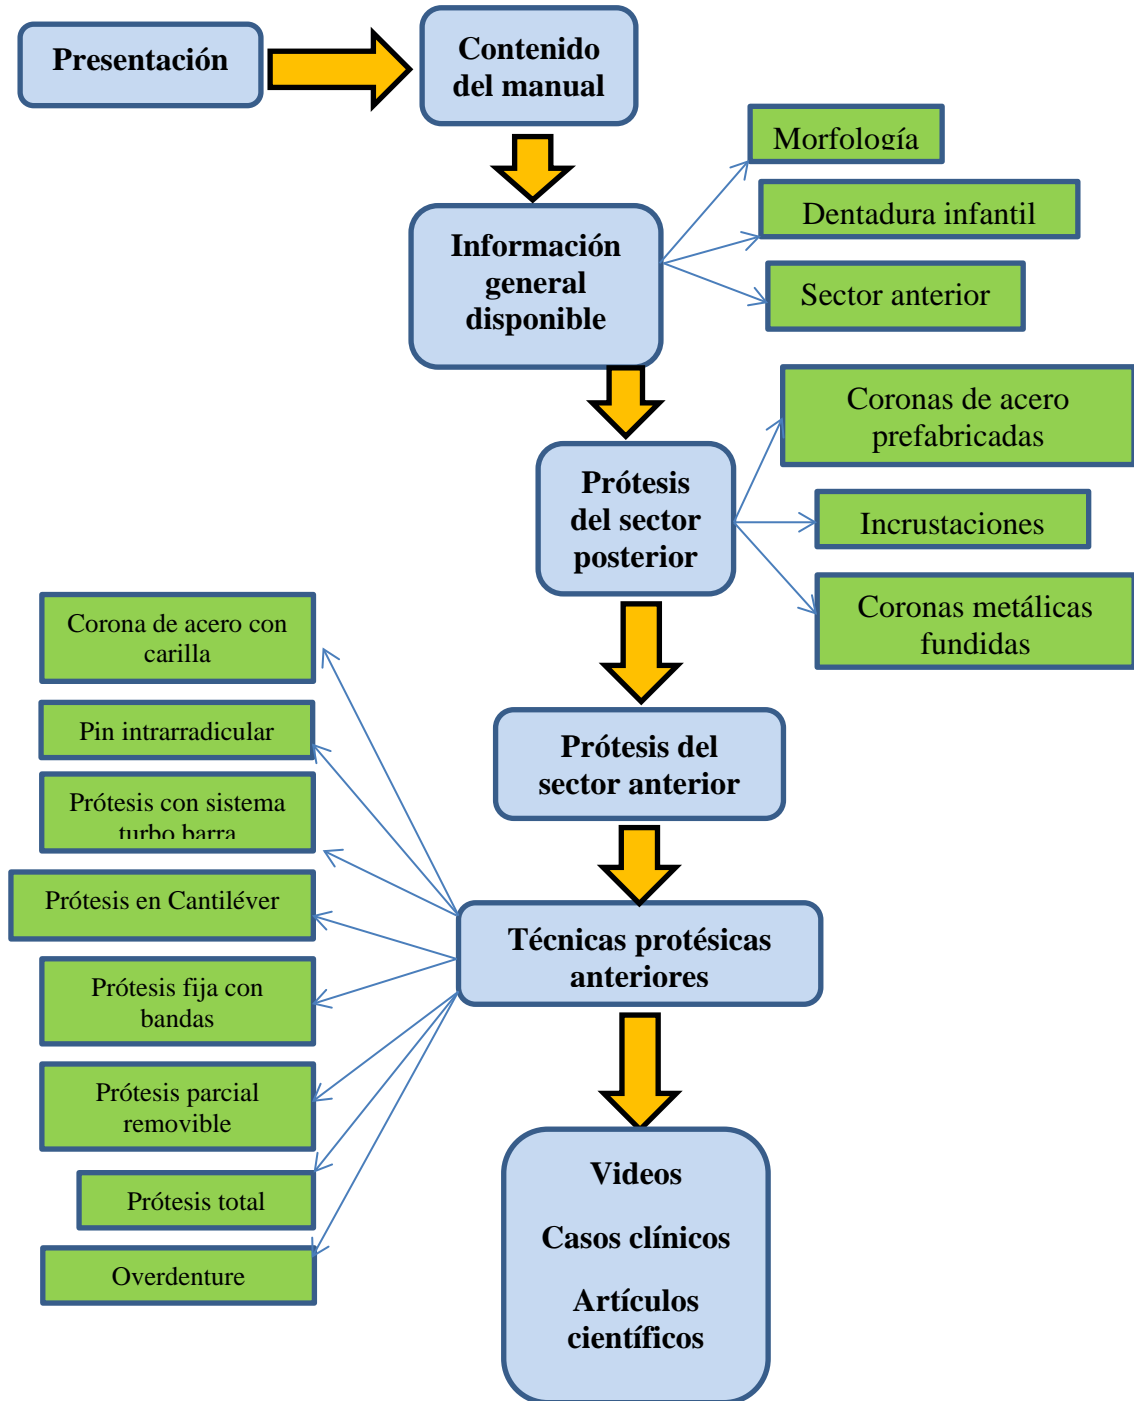 Presentación
Contenido
del manual
Morfología
Dentadura infantil
Sector anterior
Información
general
disponible
Coronas de acero
prefabricadas
Incrustaciones
Coronas metálicas
fundidas
Prótesis
del sector
posterior
Corona de acero con
carilla
Pin intrarradicular
Prótesis con sistema
turbo barra
Prótesis en Cantiléver
Prótesis fija con
bandas
Prótesis parcial
removible
Prótesis total
Overdenture
Prótesis del
sector anterior
Técnicas protésicas
anteriores
Videos
Casos clínicos
Artículos
científicos